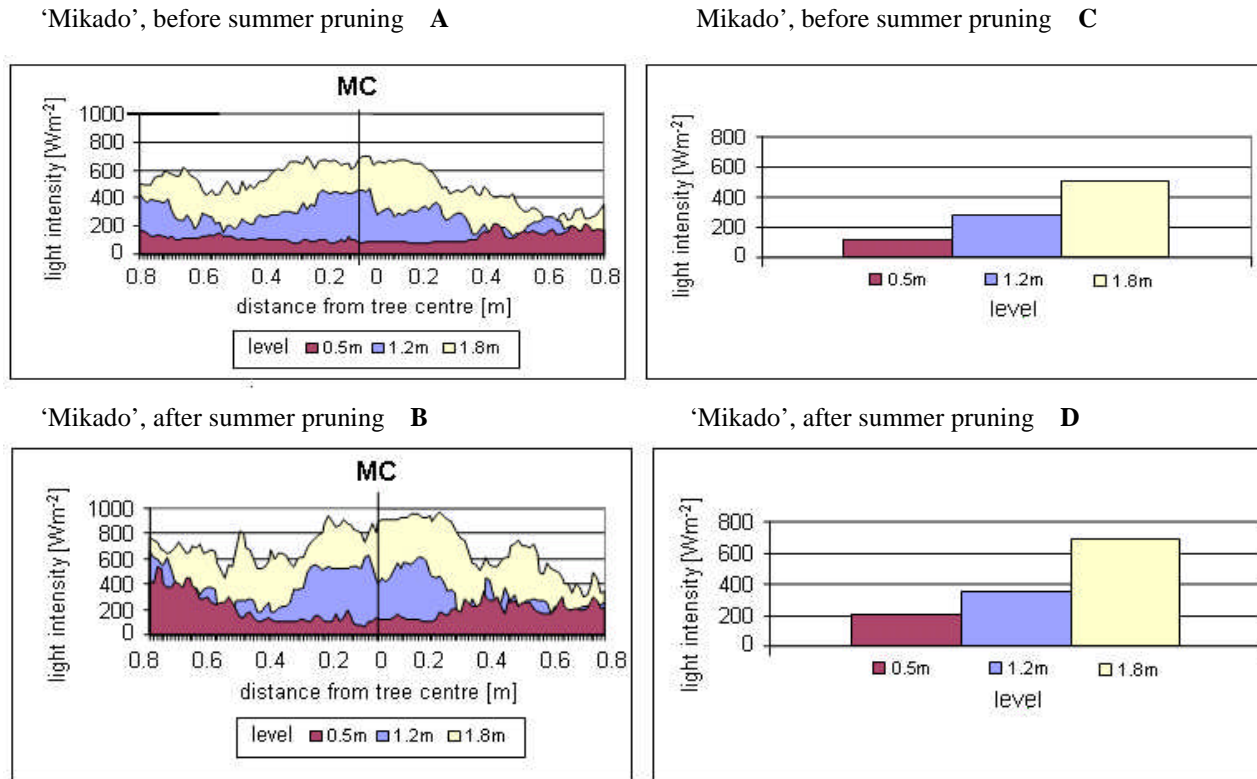 ‘Mikado’, before summer pruning A
MC
light intensity [Wm-2]
1000
800
600
400
200
0
0.8 0.6 0.4 0.2 0 0.2 0.4 0.6 0.8
distance from tree centre [m]
level 0.5m 1.2m 1.8m
Mikado’, before summer pruning C
light intensity [Wm-2]
800
600
400
200
0
0.5m 1.2m 1.8m
level
‘Mikado’, after summer pruning B
MC
light intensity [Wm-2]
1000
800
600
400
200
0
0.8 0.6 0.4 0.2 0 0.2 0.4 0.6 0.8
distance from tree centre [m]
level 0.5m 1.2m 1.8m
‘Mikado’, after summer pruning D
light intensity [Wm-2]
800
600
400
200
0
0.5m 1.2m 1.8m
level